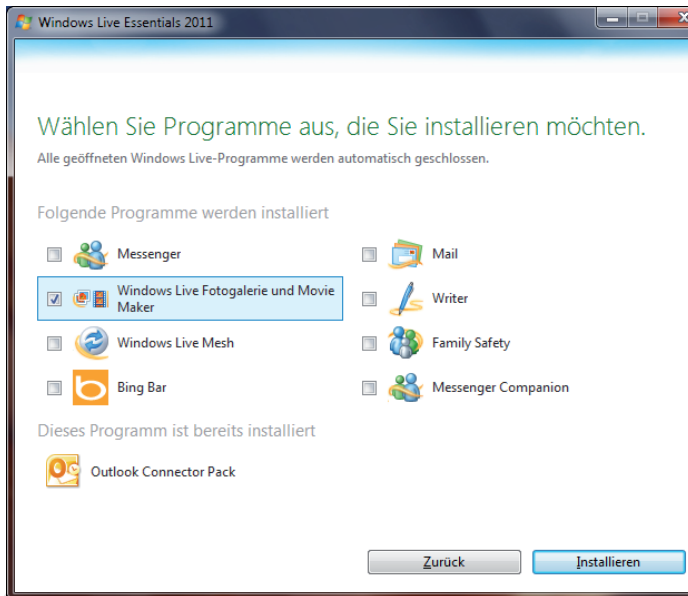 Windows Live Essentials 2011
Wählen Sie Programme aus, die Sie installieren möchten.
Alle geöffneten Windows Live-Programme werden automatisch geschlossen.
Folgende Programme werden installiert
Messenger
Mail
Windows Live Fotogalerie und Movie
Maker
Writer
Windows Live Mesh
Family Safety
Bing Bar
Messenger Companion
Dieses Programm ist bereits installiert
Outlook Connector Pack
Zurück
Installieren